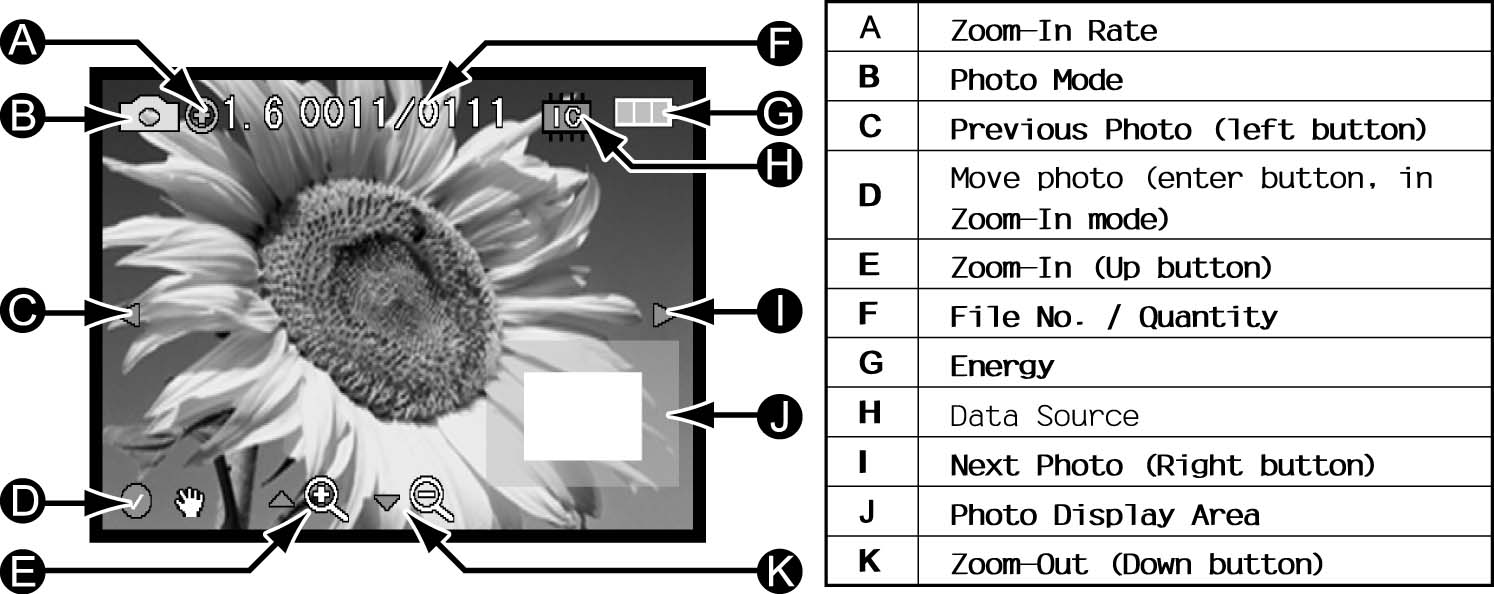 A
B
C
D
E
F
G
H
I
J
K
1.6 0011/0111
IC
A Zoom-In Rate
B Photo Mode
C Previous Photo (left button)
D Move photo (enter button, in
Zoom-In mode)
E Zoom-In (Up button)
F File No. / Quantity
G Energy
H Data Source
I Next Photo (Right button)
J Photo Display Area
K Zoom-Out (Down button)